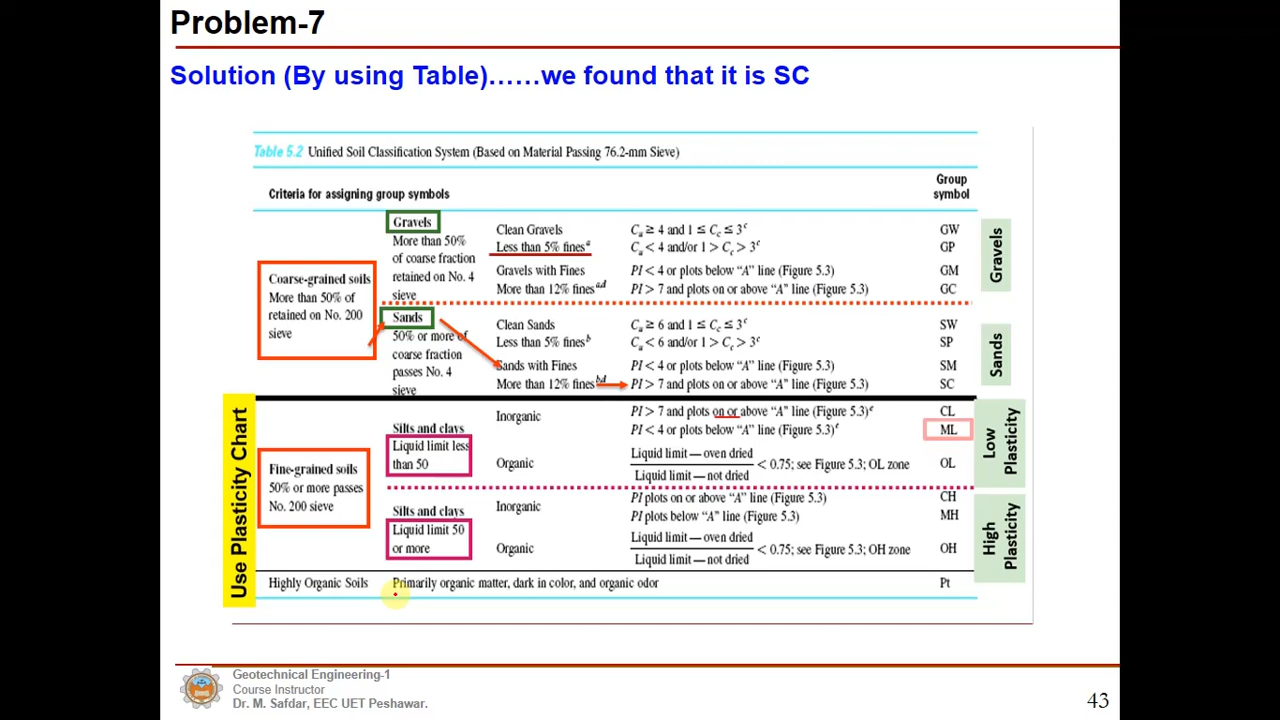 Problem-7
Solution (By using Table)……we found that it is SC
Table 5.2 Unified Soil Classification System (Based on Material Passing 76.2-mm Sieve)
Criteria for assigning group symbols
Group
symbol
Coarse-grained soils
More than 50% of
retained on No. 200
sieve
Gravels
More than 50%
of coarse fraction
retained on No. 4
sieve
Clean Gravels
Less than 5% fines^a
Cu ≥ 4 and 1 ≤ Cc ≤ 3^c
GW
Cu < 4 and/or 1 > Cc > 3^c
GP
Gravels with Fines
More than 12% fines^a,d
PI < 4 or plots below “A” line (Figure 5.3)
GM
PI > 7 and plots on or above “A” line (Figure 5.3)
GC
Gravels
Sands
50% or more of
coarse fraction
passes No. 4
sieve
Clean Sands
Less than 5% fines^b
Cu ≥ 6 and 1 ≤ Cc ≤ 3^c
SW
Cu < 6 and/or 1 > Cc > 3^c
SP
Sands with Fines
More than 12% fines^b,d
PI < 4 or plots below “A” line (Figure 5.3)
SM
PI > 7 and plots on or above “A” line (Figure 5.3)
SC
Sands
Use Plasticity Chart
Fine-grained soils
50% or more passes
No. 200 sieve
Silts and clays
Liquid limit less
than 50
Inorganic
PI > 7 and plots on or above “A” line (Figure 5.3)^e
CL
PI < 4 or plots below “A” line (Figure 5.3)^e
ML
Organic
Liquid limit — oven dried
Liquid limit — not dried
< 0.75; see Figure 5.3; OL zone
OL
Low
Plasticity
Silts and clays
Liquid limit 50
or more
Inorganic
PI plots on or above “A” line (Figure 5.3)
CH
PI plots below “A” line (Figure 5.3)
MH
Organic
Liquid limit — oven dried
Liquid limit — not dried
< 0.75; see Figure 5.3; OH zone
OH
High
Plasticity
Highly Organic Soils
Primarily organic matter, dark in color, and organic odor
Pt
Geotechnical Engineering-1
Course Instructor
Dr. M. Safdar, EEC UET Peshawar.
43